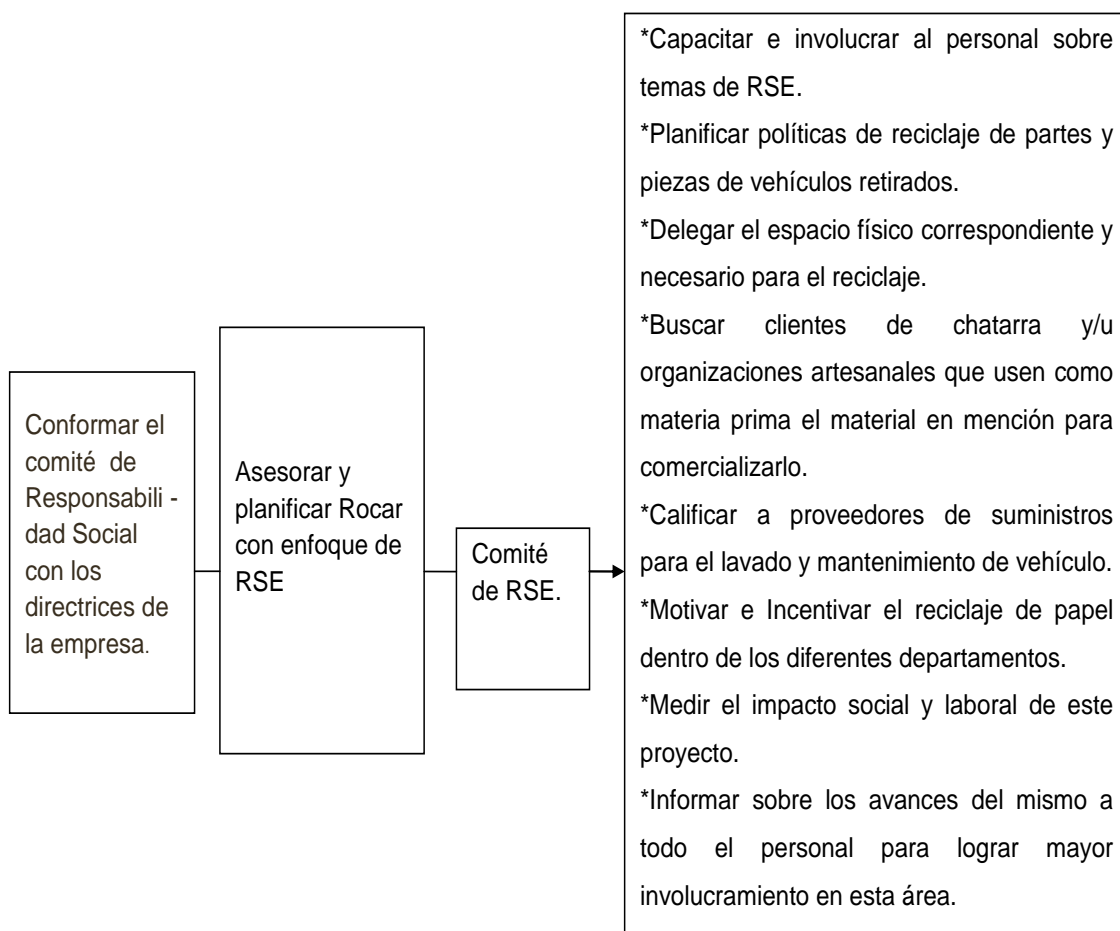 Conformar el
comité de
Responsabili -
dad Social
con los
directrices de
la empresa.
Asesorar y
planificar Rocar
con enfoque de
RSE
Comité
de RSE.
*Capacitar e involucrar al personal sobre
temas de RSE.
*Planificar políticas de reciclaje de partes y
piezas de vehículos retirados.
*Delegar el espacio físico correspondiente y
necesario para el reciclaje.
*Buscar clientes de chatarra y/u
organizaciones artesanales que usen como
materia prima el material en mención para
comercializarlo.
*Calificar a proveedores de suministros
para el lavado y mantenimiento de vehículo.
*Motivar e Incentivar el reciclaje de papel
dentro de los diferentes departamentos.
*Medir el impacto social y laboral de este
proyecto.
*Informar sobre los avances del mismo a
todo el personal para lograr mayor
involucramiento en esta área.